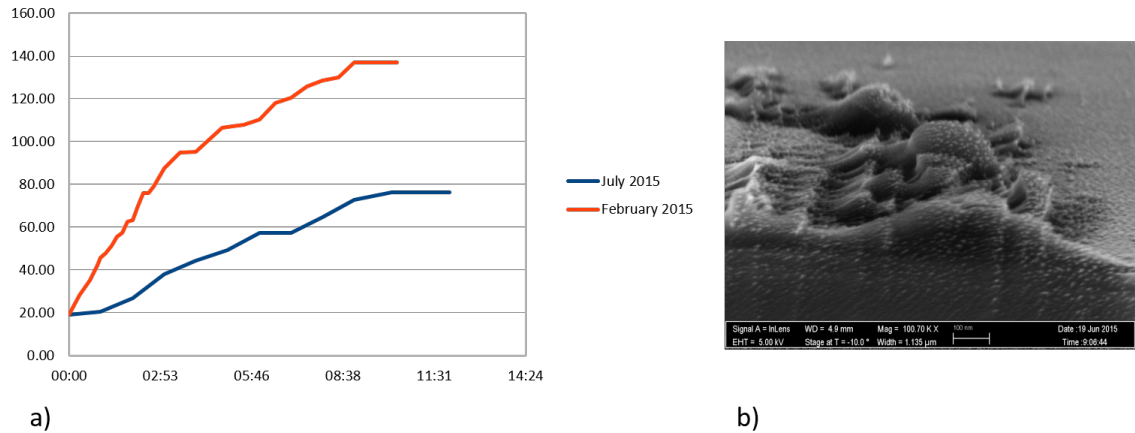 160.00
140.00
120.00
100.00
80.00
60.00
40.00
20.00
0.00
00:00 02:53 05:46 08:38 11:31 14:24
July 2015
February 2015
a)
Signal A = InLens WD = 4.9 mm Mag = 100.70 K X 100 nm Date :19 Jun 2015
EHT = 5.00 kV Stage at T = -10.0 ° Width = 1.135 µm Time :9:06:44
b)